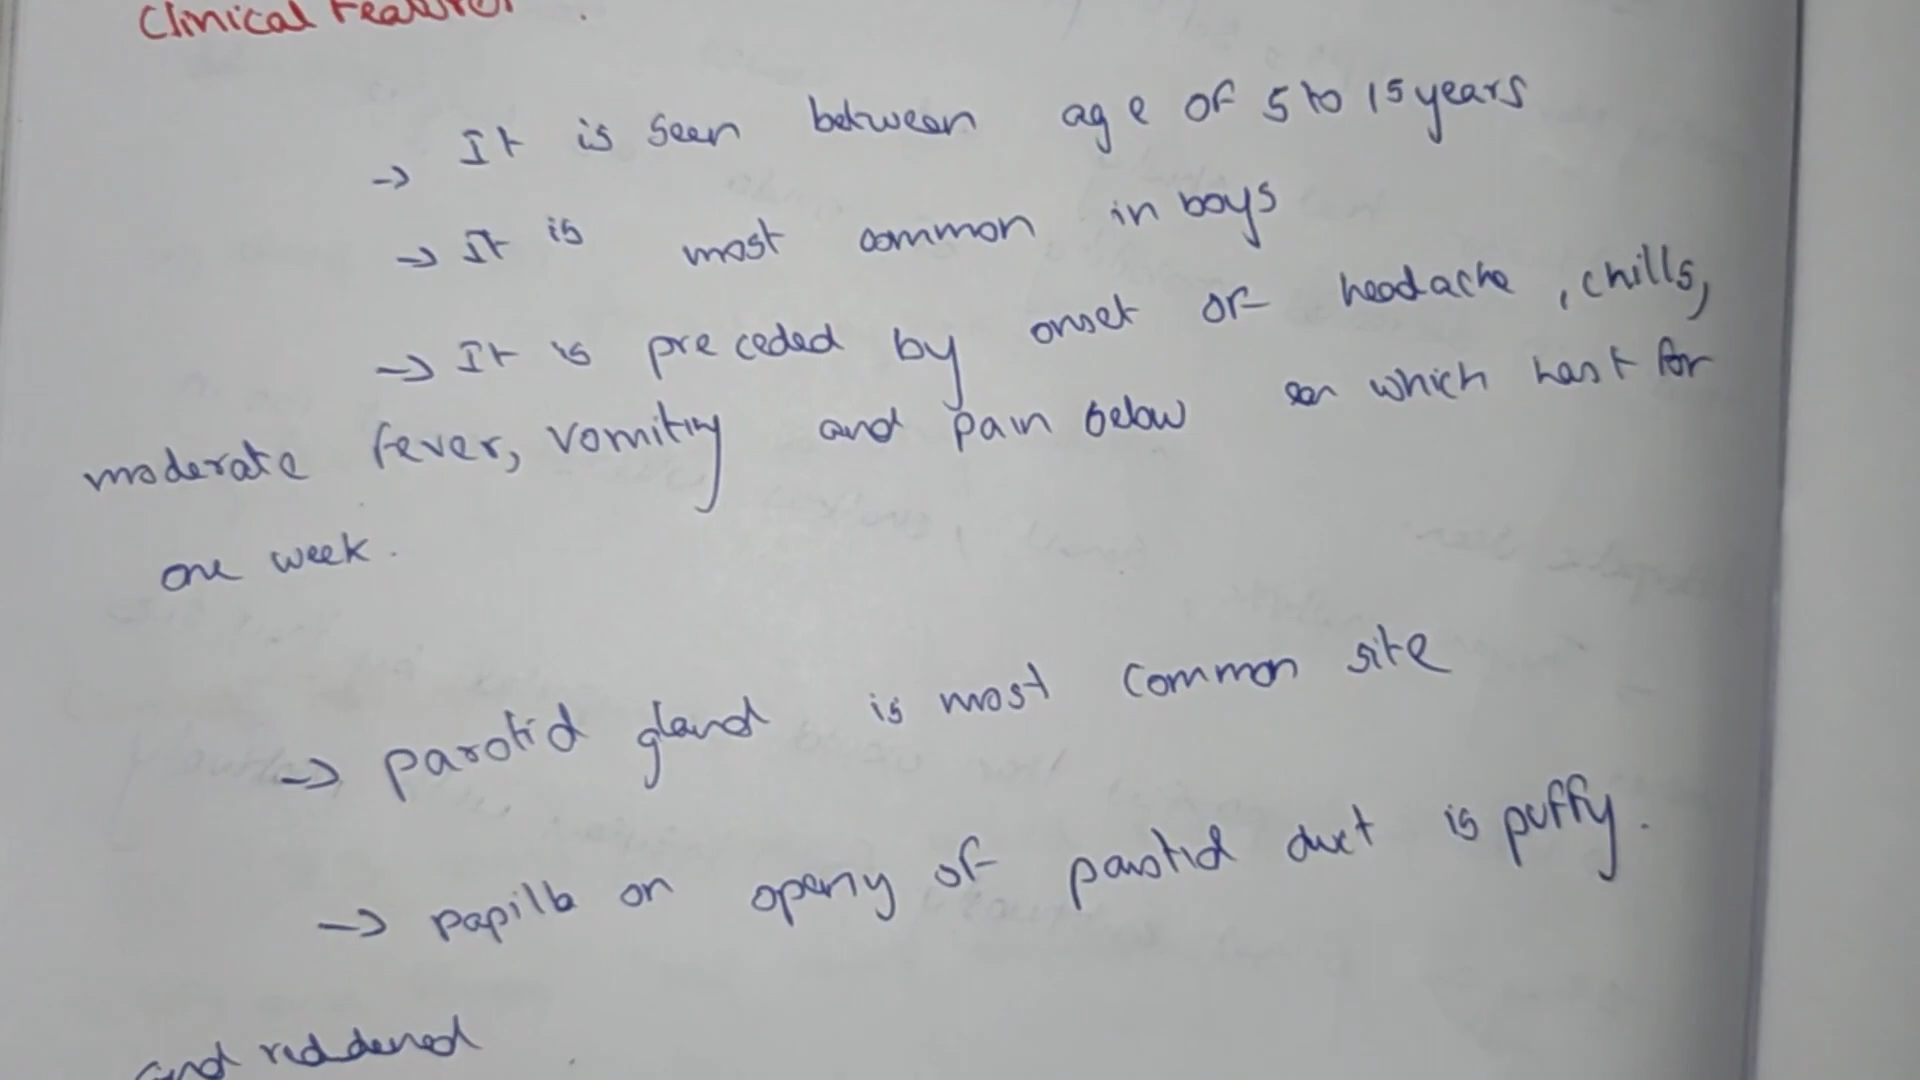 Clinical Features
→ It is seen between age of 5 to 15 years
→ It is most common in boys
→ It is preceded by onset of headache, chills,
moderate fever, vomiting and pain below ear which last for
one week.
→ parotid gland is most common site
→ papilla on opening of parotid duct is puffy.
and reddened